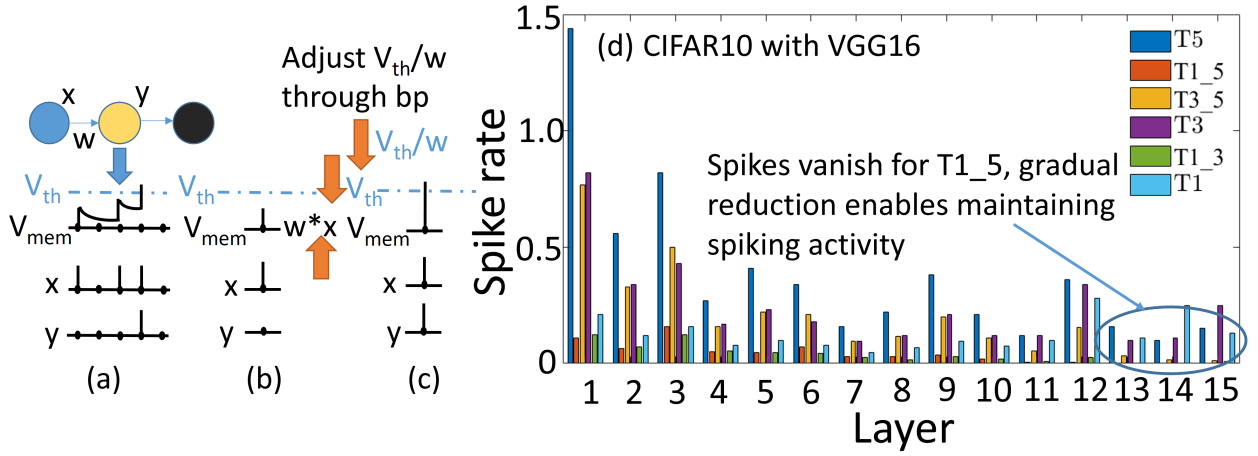 x
y
w
V_th
V_mem
x
y
(a)
V_th
V_mem
x
y
(b)
Adjust V_th/w
through bp
V_th/w
V_th
w*x
V_mem
x
y
(c)
Spike rate
1.5
1.0
0.5
0
(d) CIFAR10 with VGG16
T5
T1_5
T3_5
T3
T1_3
T1
Spikes vanish for T1_5, gradual
reduction enables maintaining
spiking activity
1 2 3 4 5 6 7 8 9 10 11 12 13 14 15
Layer